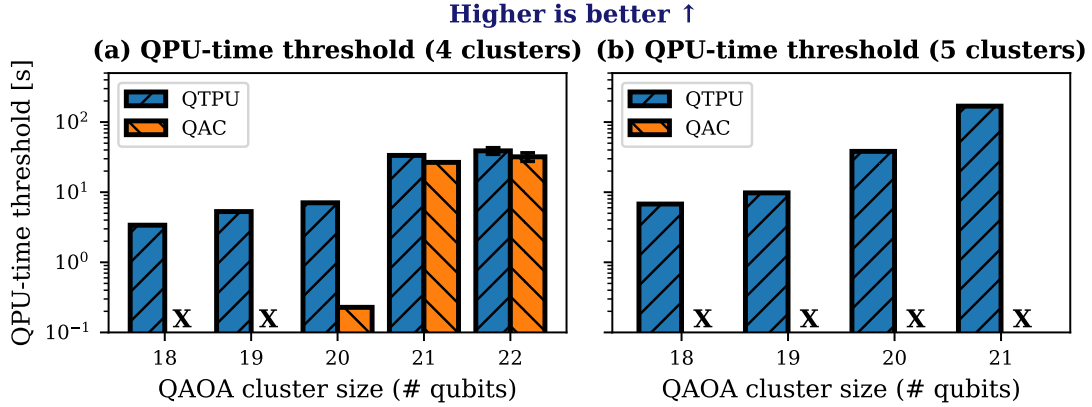 Higher is better ↑
(a) QPU-time threshold (4 clusters)
QPU-time threshold [s]
10²
10¹
10⁰
10⁻¹
QTPU
QAC
X
X
18
19
20
21
22
QAOA cluster size (# qubits)
(b) QPU-time threshold (5 clusters)
QTPU
QAC
X
X
X
X
18
19
20
21
QAOA cluster size (# qubits)